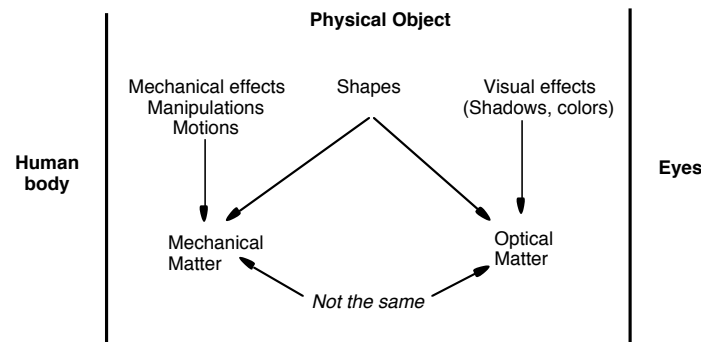 Physical Object
Mechanical effects
Manipulations
Motions
Shapes
Visual effects
(Shadows, colors)
Human
body
Eyes
Mechanical
Matter
Optical
Matter
Not the same